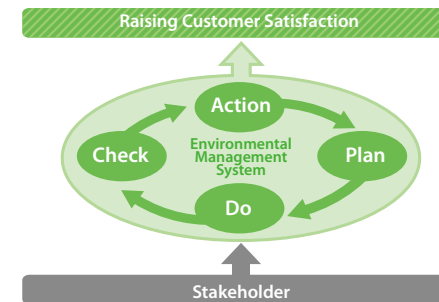 Raising Customer Satisfaction
Action
Check
Environmental
Management
System
Plan
Do
Stakeholder